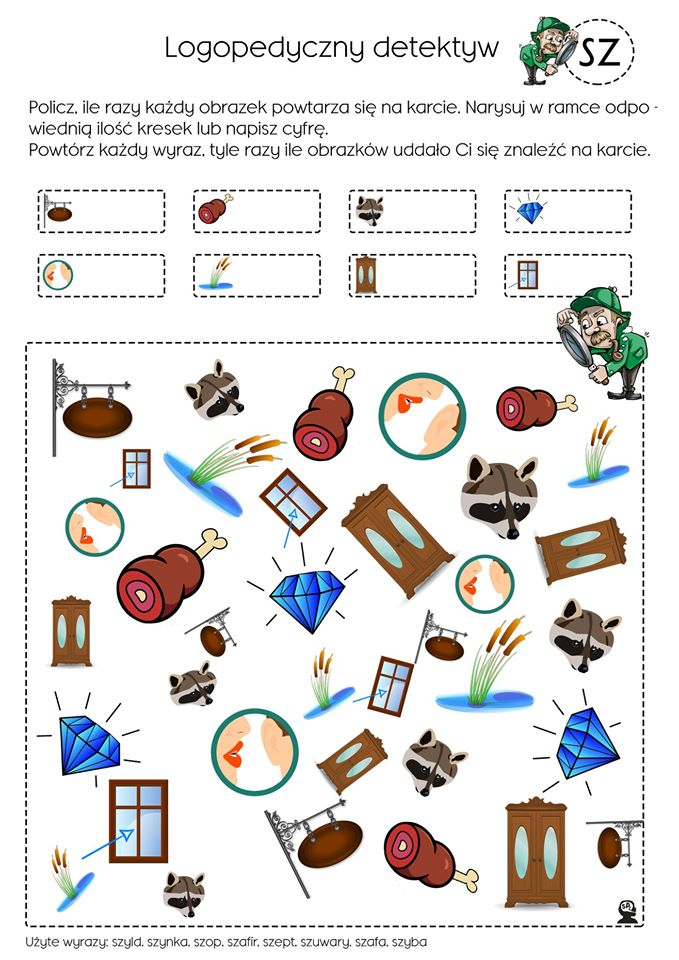 Logopedyczny detektyw
SZ
Policz, ile razy każdy obrazek powtarza się na karcie. Narysuj w ramce odpo -
wiednią ilość kresek lub napisz cyfrę.
Powtórz każdy wyraz, tyle razy ile obrazków uddało Ci się znaleźć na karcie.
Użyte wyrazy: szyld, szynka, szop, szafir, szept, szuwary, szafa, szyba